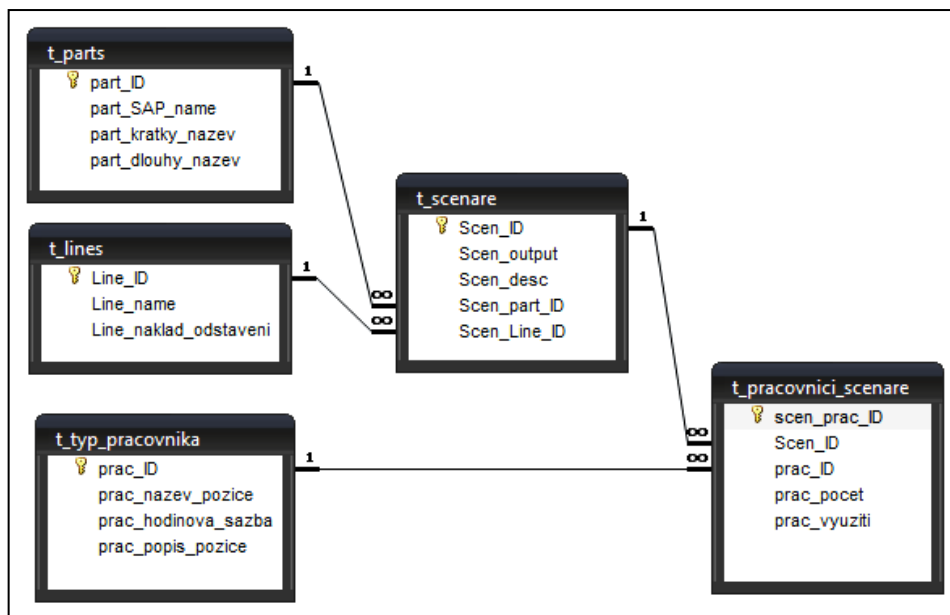 t_parts
part_ID
part_SAP_name
part_kratky_nazev
part_dlouhy_nazev
1
t_lines
Line_ID
Line_name
Line_naklad_odstaveni
1
t_scenare
Scen_ID
Scen_output
Scen_desc
Scen_part_ID
Scen_Line_ID
∞
∞
1
t_typ_pracovnika
prac_ID
prac_nazev_pozice
prac_hodinova_sazba
prac_popis_pozice
1
t_pracovnici_scenare
scen_prac_ID
Scen_ID
prac_ID
prac_pocet
prac_vyuziti
∞
∞